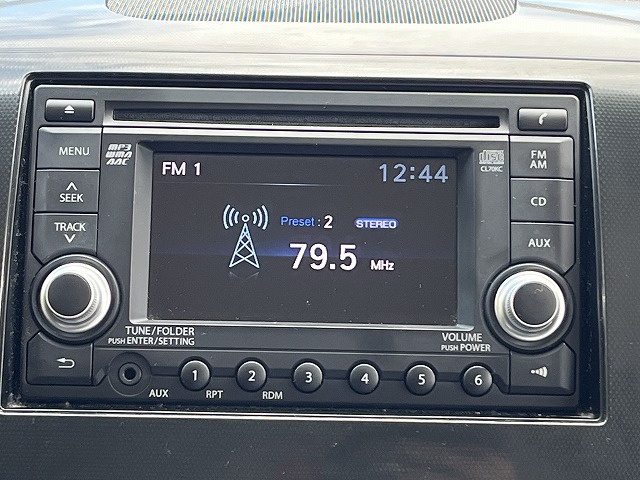 MENU
MP3
WMA
AAC
FM 1
12:44
CL70KC
FM
AM
SEEK
TRACK
Preset : 2
STEREO
79.5 MHz
CD
AUX
TUNE/FOLDER
PUSH ENTER/SETTING
VOLUME
PUSH POWER
1
2
3
4
5
6
AUX
RPT
RDM